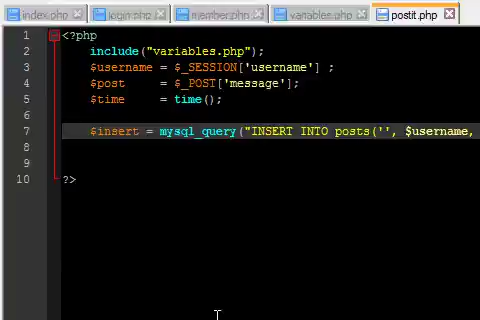 index.php login.php member.php variables.php postit.php
1 <?php
2 include("variables.php");
3 $username = $_SESSION['username'] ;
4 $post = $_POST['message'];
5 $time = time();
6
7 $insert = mysql_query("INSERT INTO posts('', $username,
8
9
10 ?>